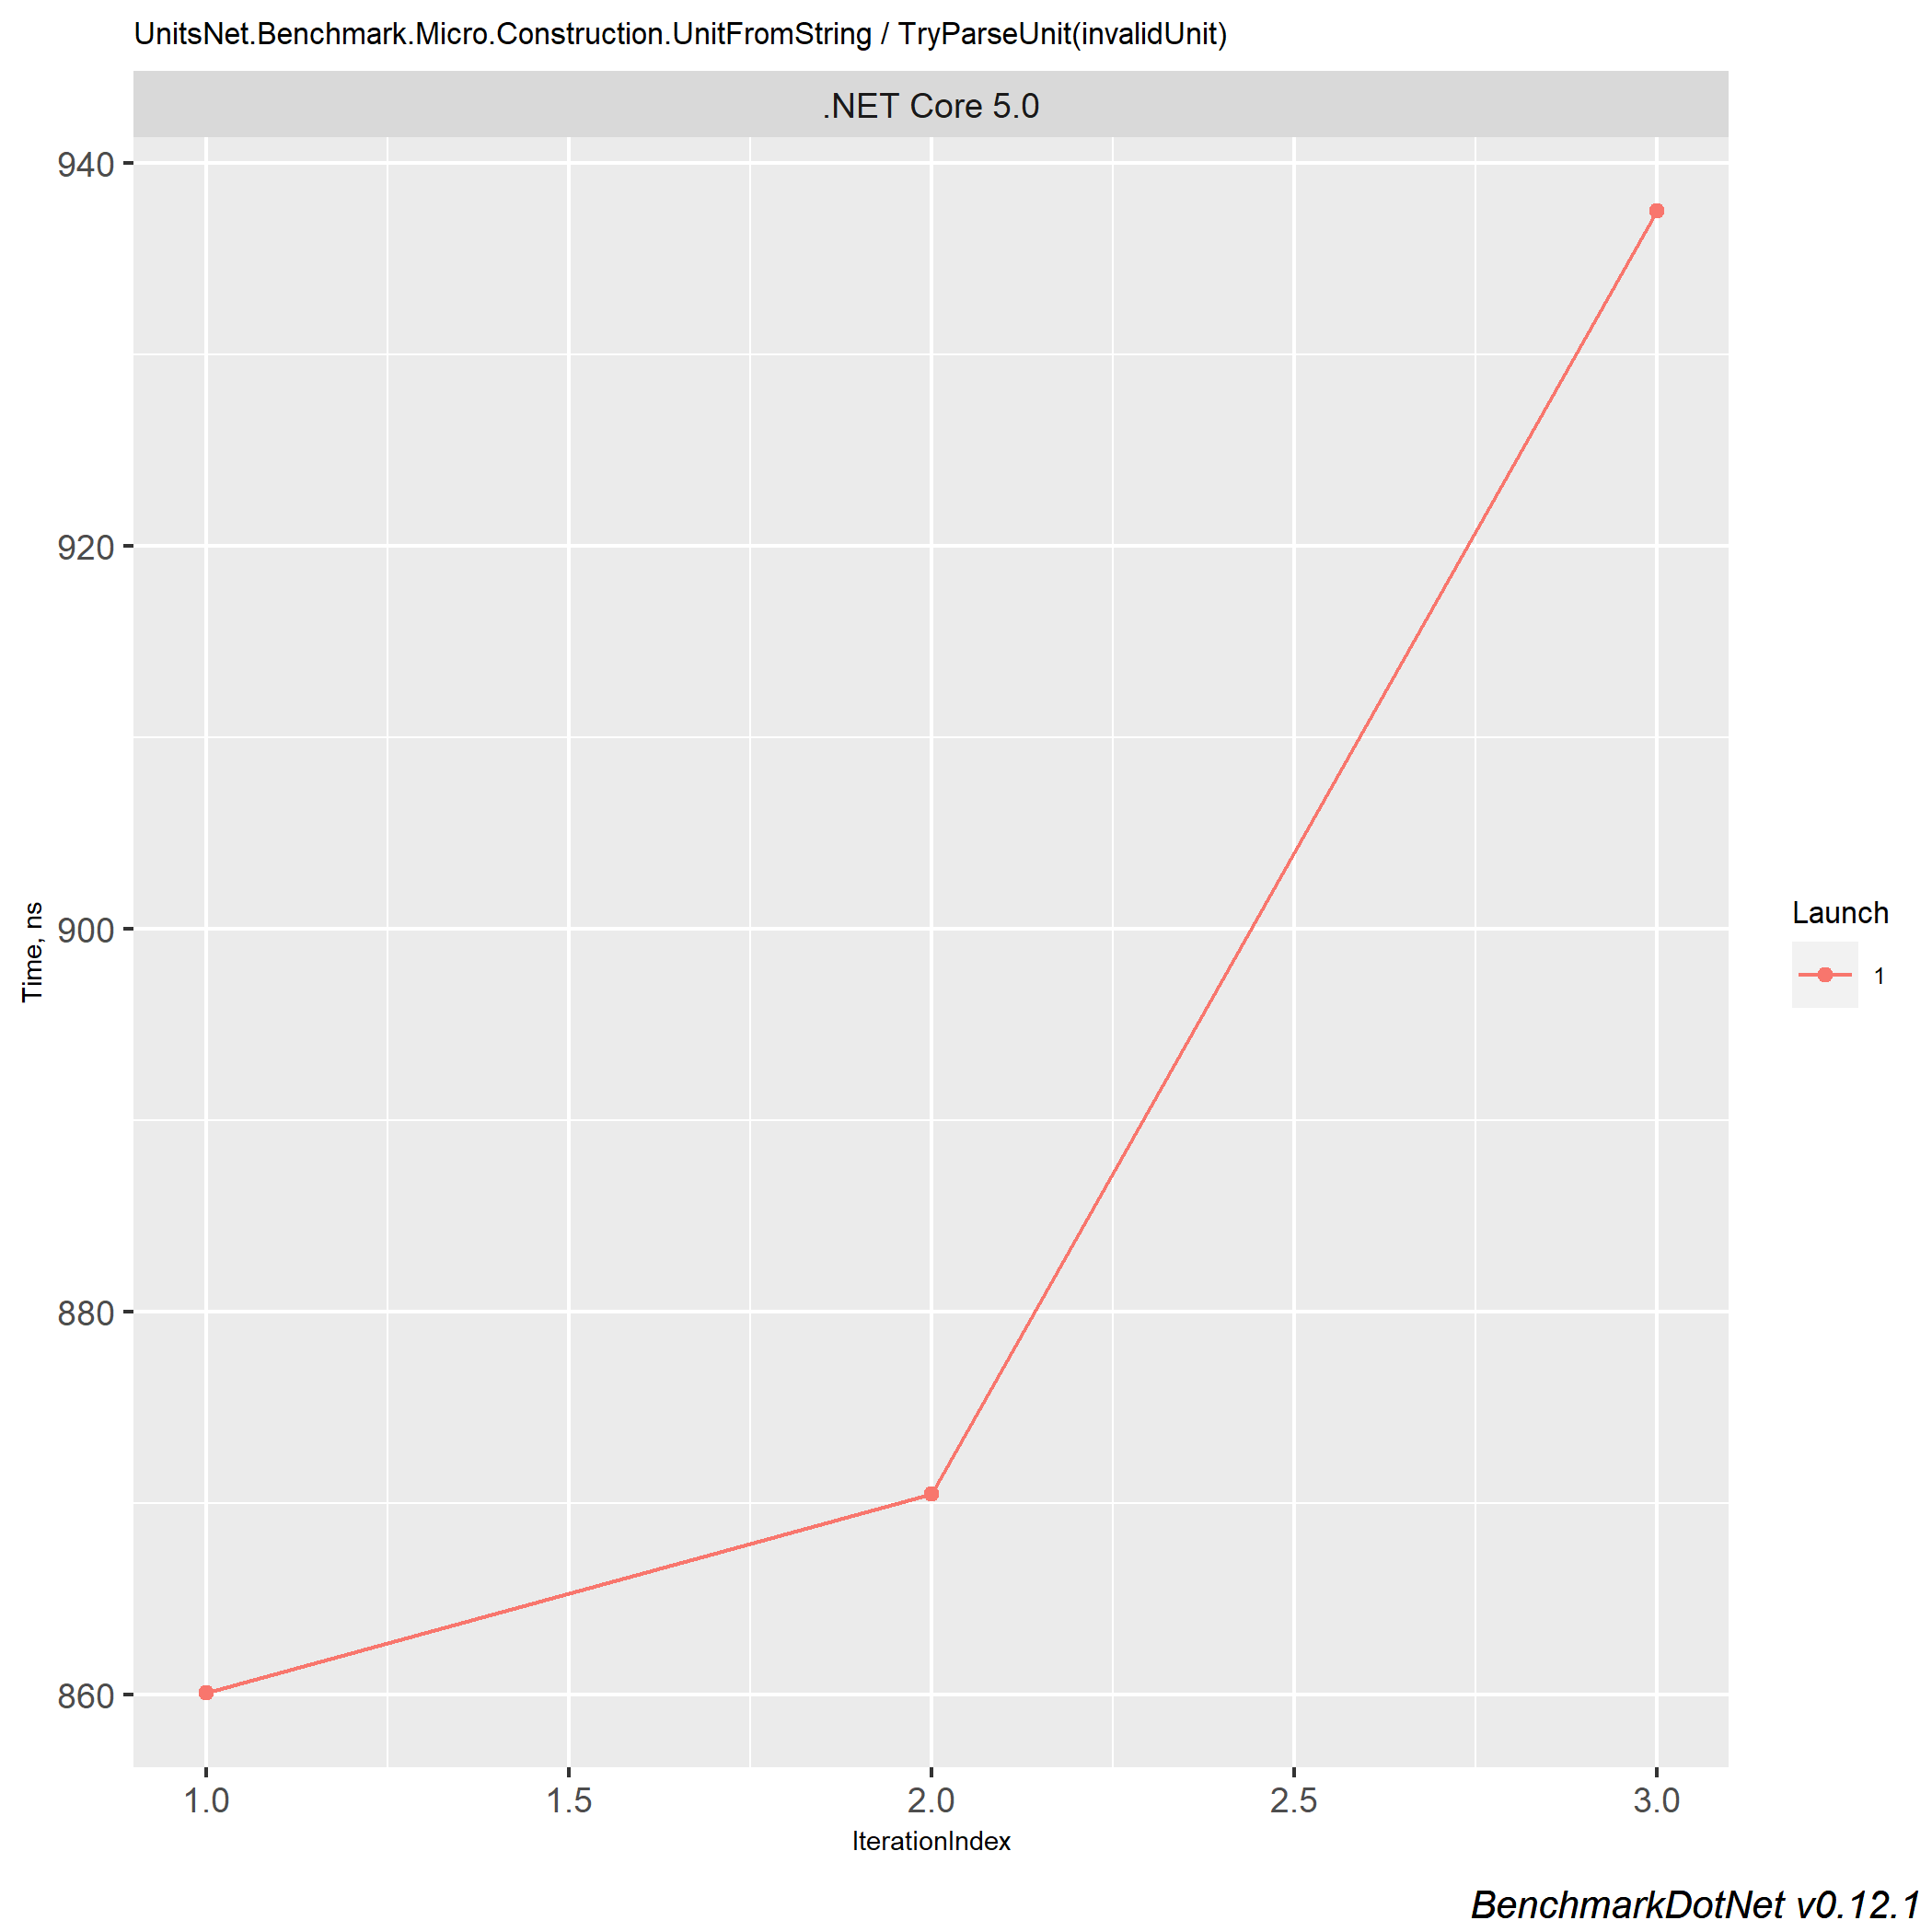 UnitsNet.Benchmark.Micro.Construction.UnitFromString / TryParseUnit(invalidUnit)
.NET Core 5.0
940
920
900
880
860
Time, ns
1.0 1.5 2.0 2.5 3.0
IterationIndex
Launch
1
BenchmarkDotNet v0.12.1